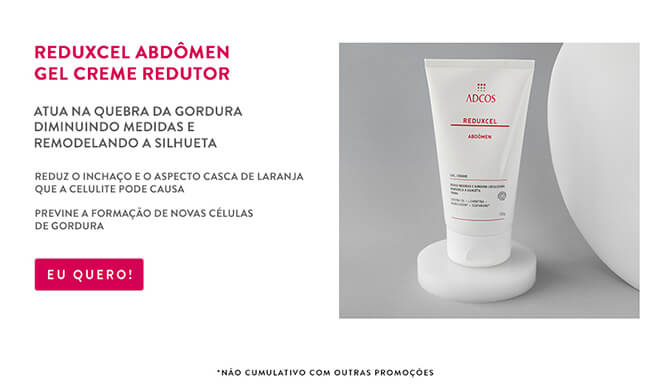 REDUXCEL ABDÔMEN
GEL CREME REDUTOR
ATUA NA QUEBRA DA GORDURA
DIMINUINDO MEDIDAS E
REMODELANDO A SILHUETA
REDUZ O INCHAÇO E O ASPECTO CASCA DE LARANJA
QUE A CELULITE PODE CAUSA
PREVINE A FORMAÇÃO DE NOVAS CÉLULAS
DE GORDURA
EU QUERO!
ADCOS
REDUXCEL
ABDÔMEN
GEL CREME
*NÃO CUMULATIVO COM OUTRAS PROMOÇÕES